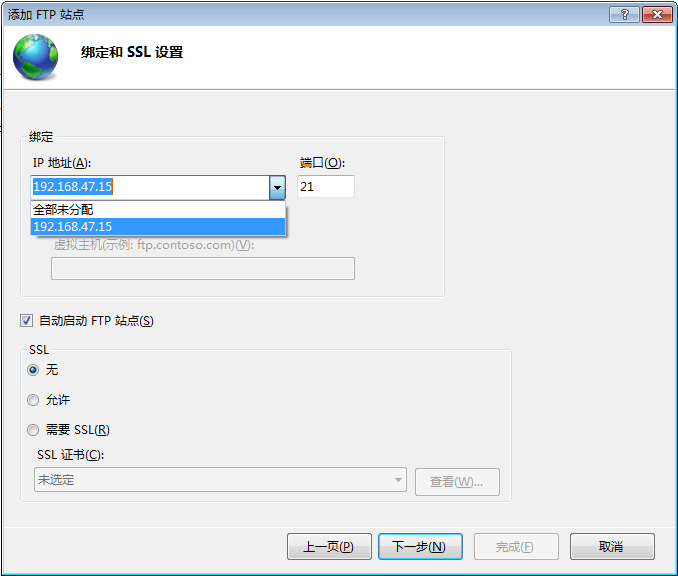 添加 FTP 站点
绑定和 SSL 设置
绑定
IP 地址(A):
端口(O):
192.168.47.15
21
全部未分配
192.168.47.15
虚拟主机(示例: ftp.contoso.com)(V):
自动启动 FTP 站点(S)
SSL
无
允许
需要 SSL(R)
SSL 证书(C):
未选定
查看(W)...
上一页(P)
下一步(N)
完成(F)
取消